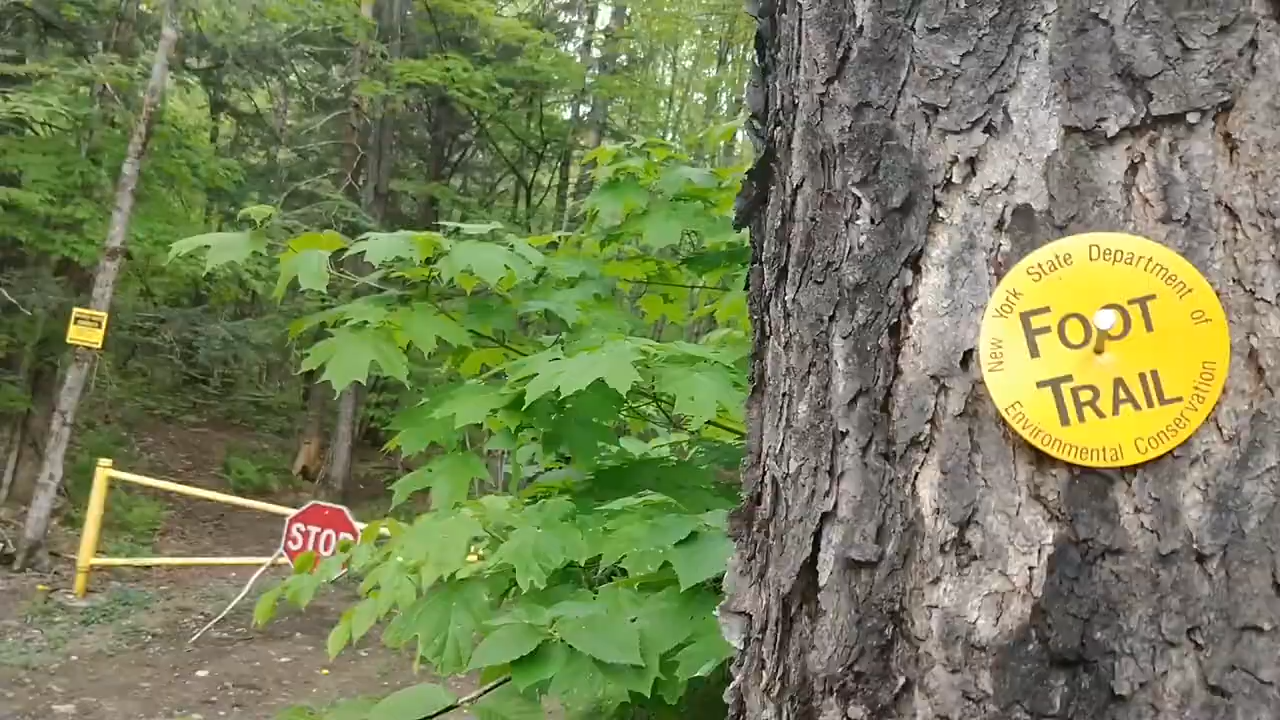 STOP
New York State Department of
FOOT
TRAIL
Environmental Conservation